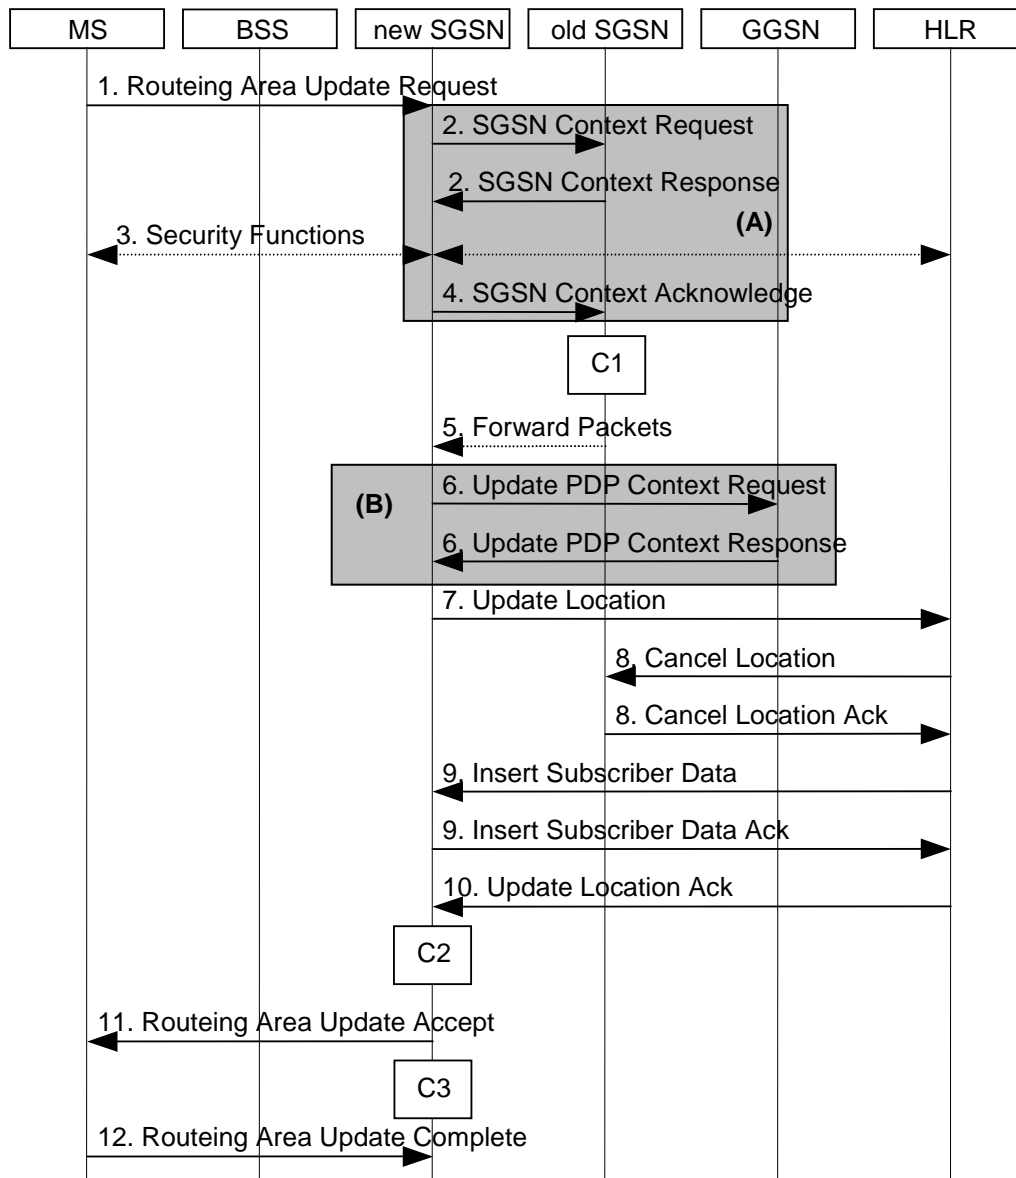 MS BSS new SGSN old SGSN GGSN HLR
1. Routeing Area Update Request
2. SGSN Context Request
2. SGSN Context Response
(A)
3. Security Functions
4. SGSN Context Acknowledge
C1
5. Forward Packets
6. Update PDP Context Request
(B)
6. Update PDP Context Response
7. Update Location
8. Cancel Location
8. Cancel Location Ack
9. Insert Subscriber Data
9. Insert Subscriber Data Ack
10. Update Location Ack
C2
11. Routeing Area Update Accept
C3
12. Routeing Area Update Complete